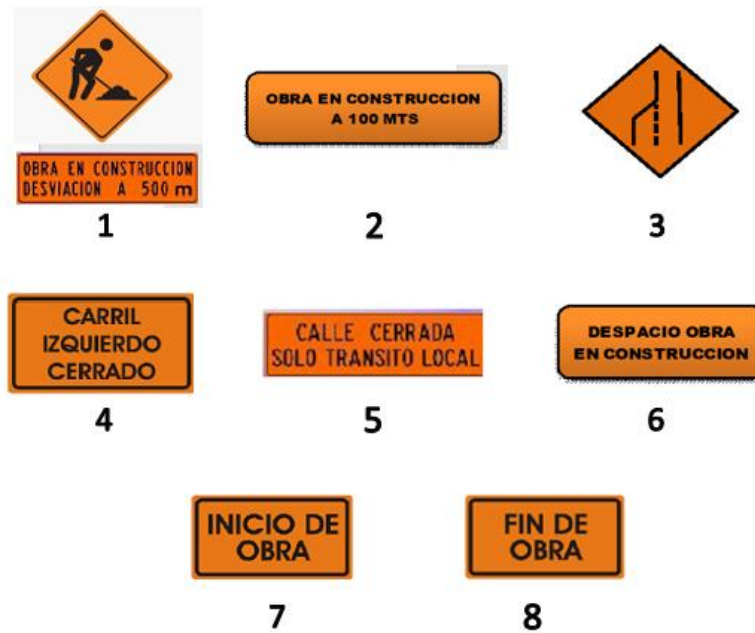 OBRA EN CONSTRUCCION
DESVIACION A 500 m
1
OBRA EN CONSTRUCCION
A 100 MTS
2
3
CARRIL
IZQUIERDO
CERRADO
4
CALLE CERRADA
SOLO TRANSITO LOCAL
5
DESPACIO OBRA
EN CONSTRUCCION
6
INICIO DE
OBRA
7
FIN DE
OBRA
8